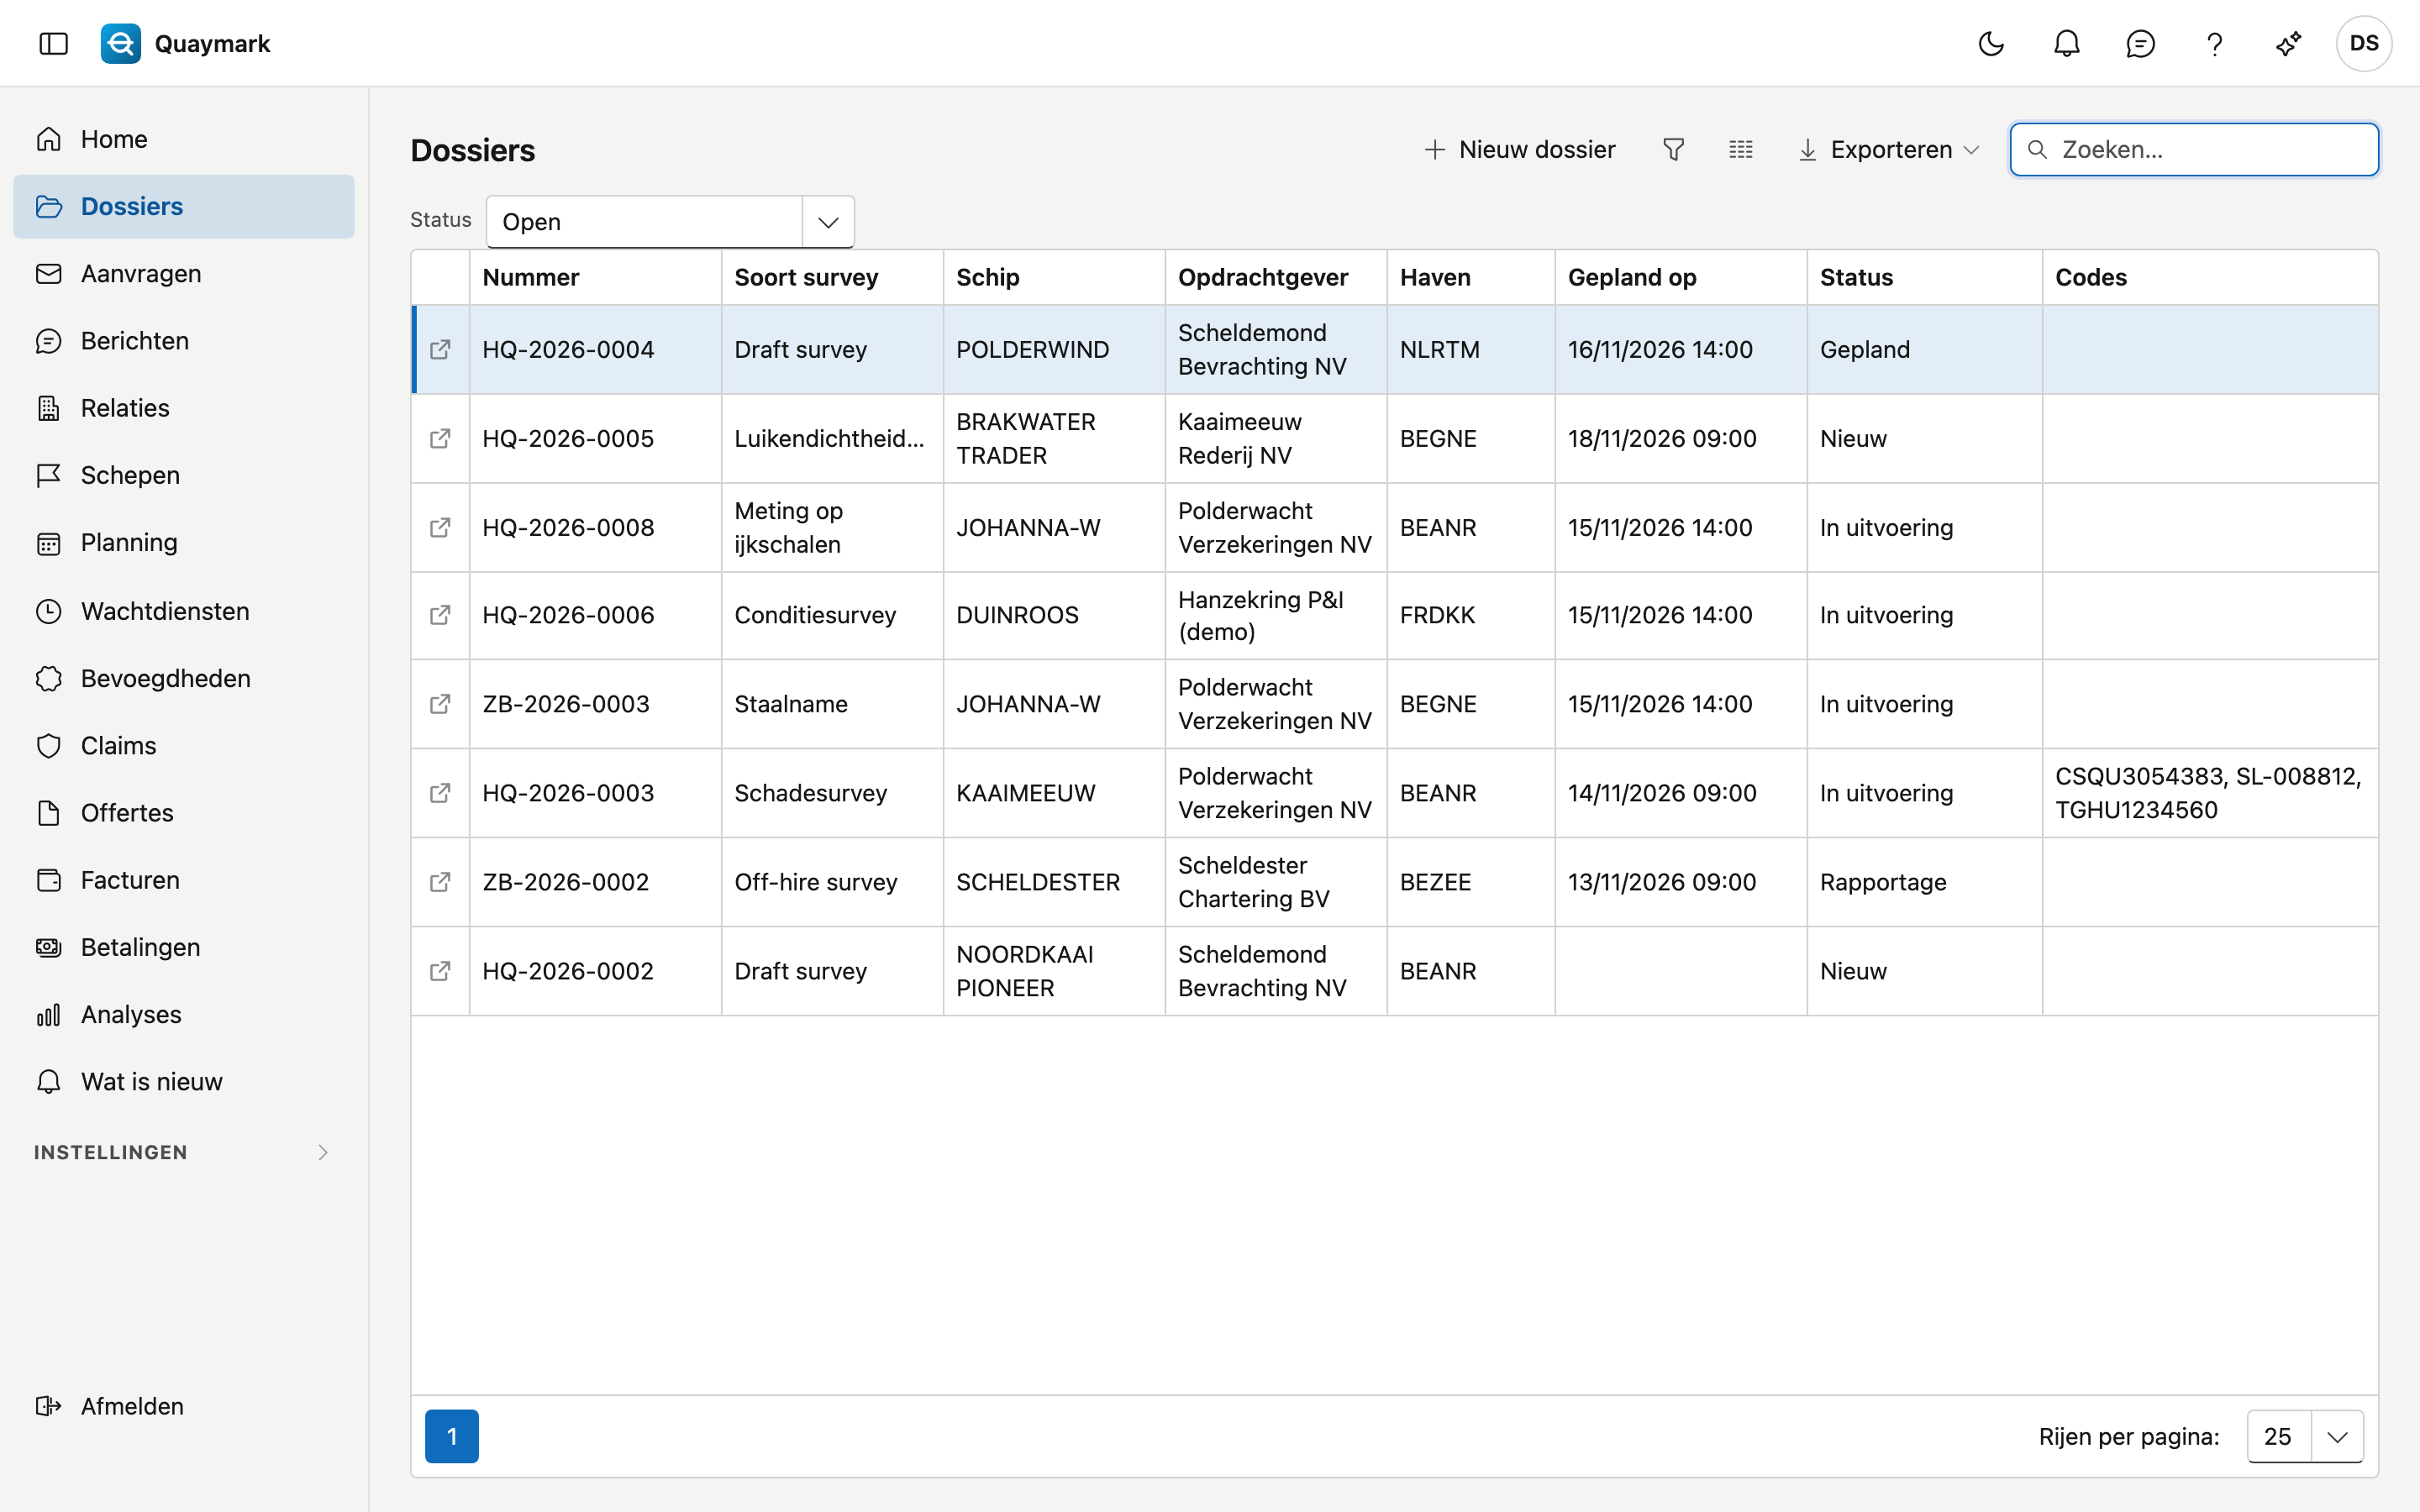 Quaymark
DS
Home
Dossiers
Aanvragen
Berichten
Relaties
Schepen
Planning
Wachtdiensten
Bevoegdheden
Claims
Offertes
Facturen
Betalingen
Analyses
Wat is nieuw
INSTELLINGEN
Afmelden
Dossiers
Nieuw dossier
Exporteren
Zoeken...
Status
Open
Nummer Soort survey Schip Opdrachtgever Haven Gepland op Status Codes
HQ-2026-0004 Draft survey POLDERWIND Scheldemond Bevrachting NV NLRTM 16/11/2026 14:00 Gepland
HQ-2026-0005 Luikendichtheid... BRAKWATER TRADER Kaaimeeuw Rederij NV BEGNE 18/11/2026 09:00 Nieuw
HQ-2026-0008 Meting op ijkschalen JOHANNA-W Polderwacht Verzekeringen NV BEANR 15/11/2026 14:00 In uitvoering
HQ-2026-0006 Conditiesurvey DUINROOS Hanzekring P&I (demo) FRDKK 15/11/2026 14:00 In uitvoering
ZB-2026-0003 Staalname JOHANNA-W Polderwacht Verzekeringen NV BEGNE 15/11/2026 14:00 In uitvoering
HQ-2026-0003 Schadesurvey KAAIMEEUW Polderwacht Verzekeringen NV BEANR 14/11/2026 09:00 In uitvoering CSQU3054383, SL-008812, TGHU1234560
ZB-2026-0002 Off-hire survey SCHELDESTER Scheldester Chartering BV BEZEE 13/11/2026 09:00 Rapportage
HQ-2026-0002 Draft survey NOORDKAAI PIONEER Scheldemond Bevrachting NV BEANR Nieuw
1
Rijen per pagina: 25